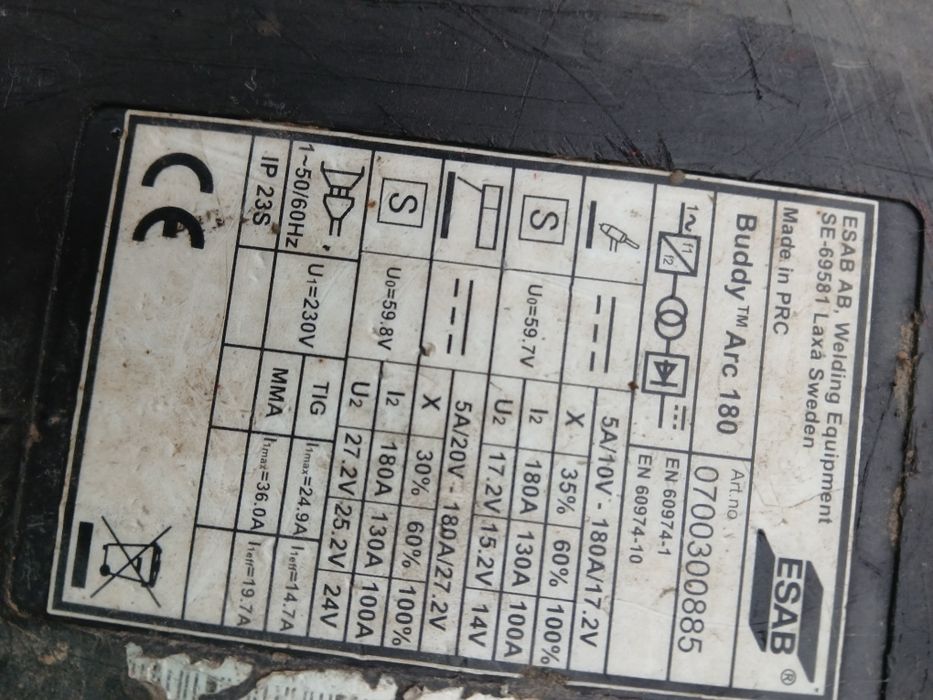 ESAB AB, Welding Equipment
SE-69581 Laxå Sweden
Made in PRC
ESAB ®
Buddy™ Arc 180
Art.no.
0700300885
1~ f1 f2
EN 60974-1
EN 60974-10
5A/10V - 180A/17.2V
X 35% 60% 100%
S U0=59.7V I2 180A 130A 100A
U2 17.2V 15.2V 14V
5A/20V - 180A/27.2V
X 30% 60% 100%
S U0=59.8V I2 180A 130A 100A
U2 27.2V 25.2V 24V
1~50/60Hz U1=230V TIG I1max=24.9A I1eff=14.7A
IP 23S MMA I1max=36.0A I1eff=19.7A
CE